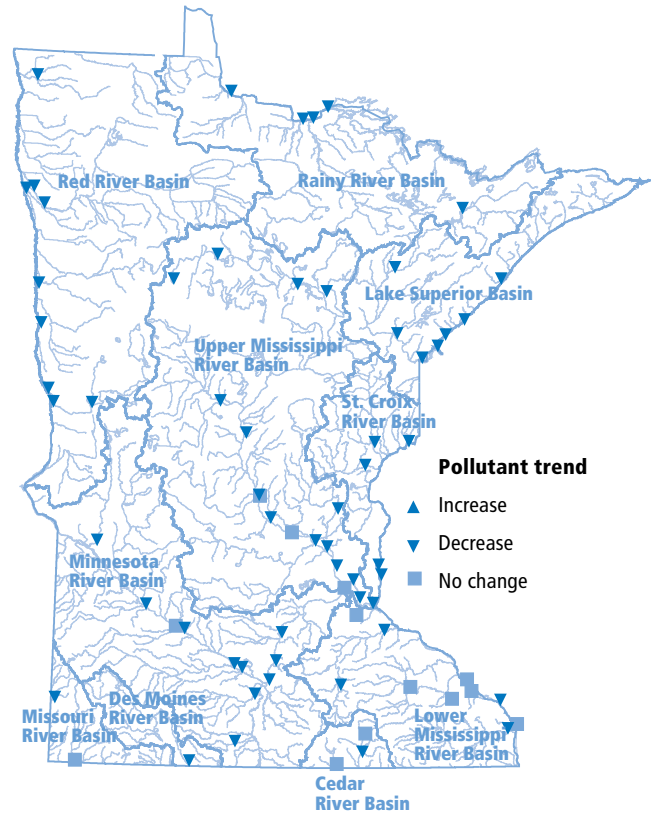 Red River Basin
Rainy River Basin
Lake Superior Basin
Upper Mississippi
River Basin
St. Croix
River Basin
Pollutant trend
Increase
Decrease
No change
Minnesota
River Basin
Missouri
River Basin
Des Moines
River Basin
Lower
Mississippi
River Basin
Cedar
River Basin